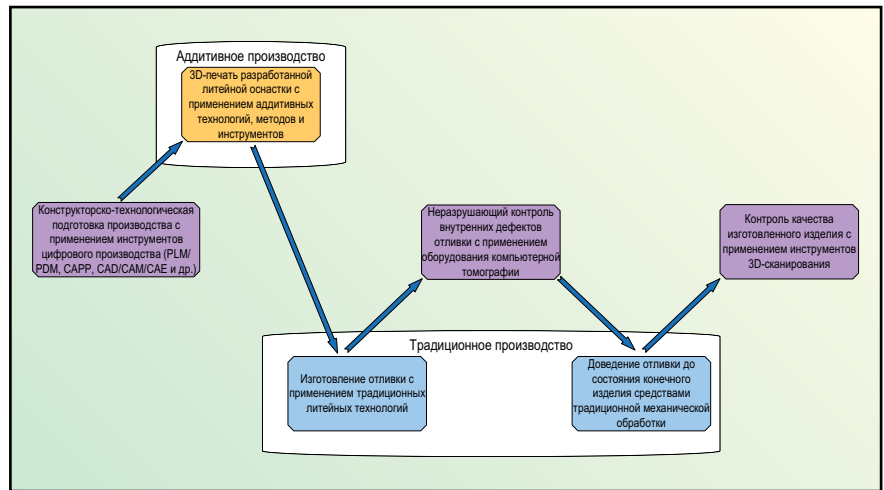 Аддитивное производство
3D-печать разработанной
литейной оснастки с
применением аддитивных
технологий, методов и
инструментов
Конструкторско-технологическая
подготовка производства с
применением инструментов
цифрового производства (PLM/
PDM, CAPP, CAD/CAM/CAE и др.)
Неразрушающий контроль
внутренних дефектов
отливки с применением
оборудования компьютерной
томографии
Контроль качества
изготовленного изделия с
применением инструментов
3D-сканирования
Традиционное производство
Изготовление отливки с
применением традиционных
литейных технологий
Доведение отливки до
состояния конечного
изделия средствами
традиционной механической
обработки